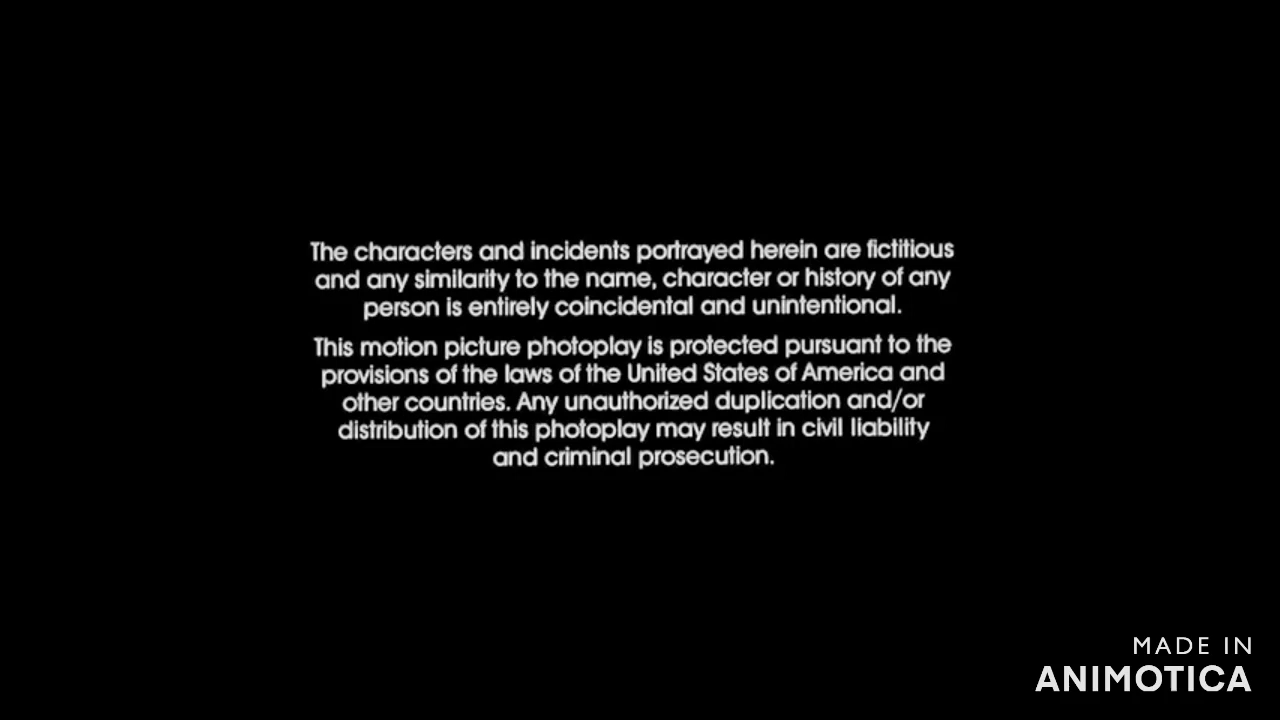 The characters and incidents portrayed herein are fictitious
and any similarity to the name, character or history of any
person is entirely coincidental and unintentional.
This motion picture photoplay is protected pursuant to the
provisions of the laws of the United States of America and
other countries. Any unauthorized duplication and/or
distribution of this photoplay may result in civil liability
and criminal prosecution.
MADE IN
ANIMOTICA